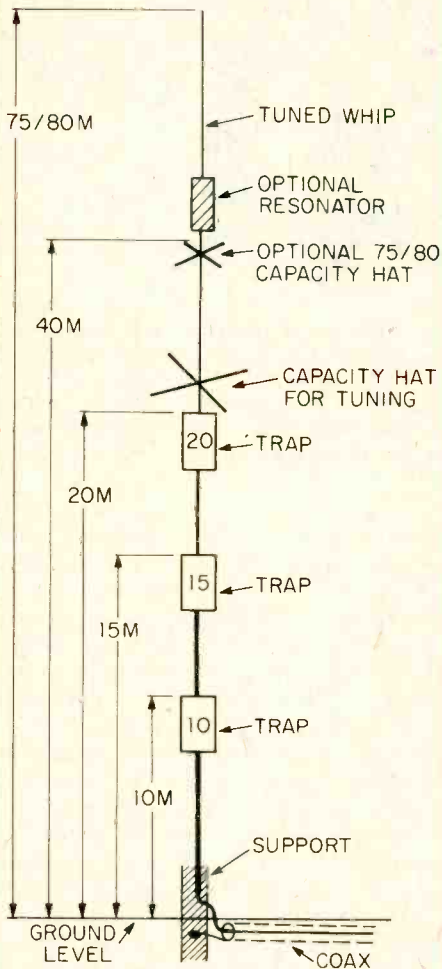 75/80M
TUNED WHIP
OPTIONAL
RESONATOR
OPTIONAL 75/80
CAPACITY HAT
40M
CAPACITY HAT
FOR TUNING
20
TRAP
20M
15
TRAP
15M
10
TRAP
10M
SUPPORT
GROUND
LEVEL
COAX